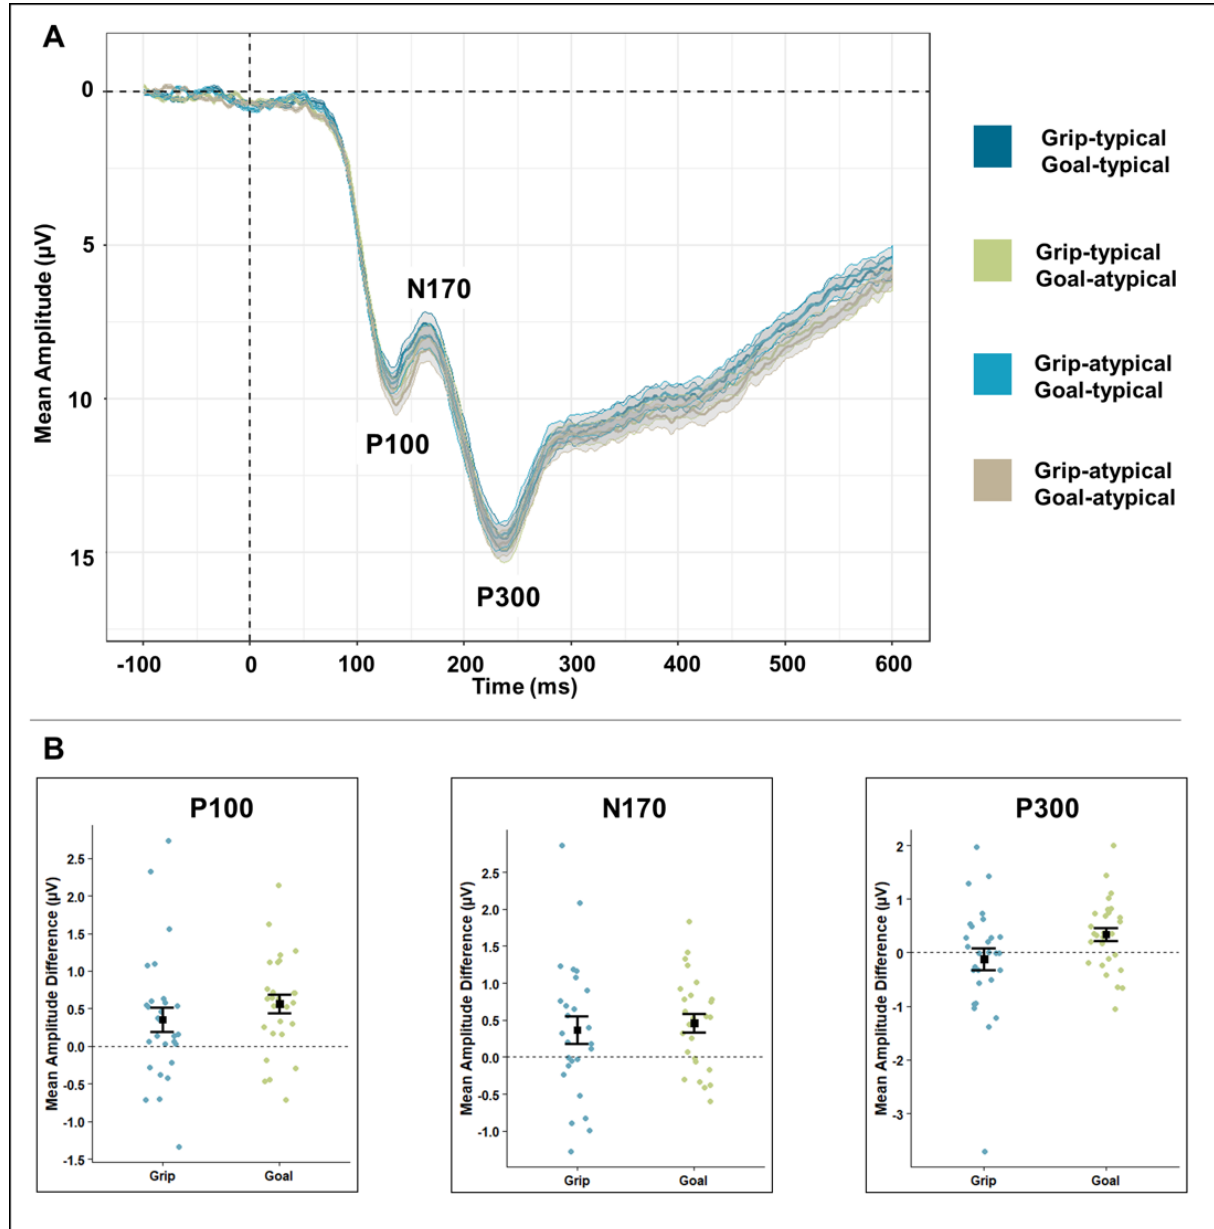 A
0
5
10
15
Mean Amplitude (µV)
N170
P100
P300
-100 0 100 200 300 400 500 600
Time (ms)
Grip-typical
Goal-typical
Grip-typical
Goal-atypical
Grip-atypical
Goal-typical
Grip-atypical
Goal-atypical
B
P100
Mean Amplitude Difference (µV)
2.5
2.0
1.5
1.0
0.5
0.0
-0.5
-1.0
-1.5
Grip Goal
N170
Mean Amplitude Difference (µV)
2.5
2.0
1.5
1.0
0.5
0.0
-0.5
-1.0
Grip Goal
P300
Mean Amplitude Difference (µV)
2
1
0
-1
-2
-3
Grip Goal